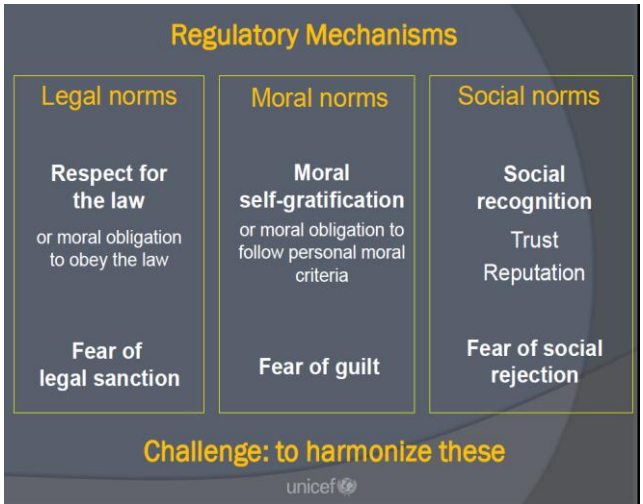 Regulatory Mechanisms
Legal norms
Respect for
the law
or moral obligation
to obey the law
Fear of
legal sanction
Moral norms
Moral
self-gratification
or moral obligation to
follow personal moral
criteria
Fear of guilt
Social norms
Social
recognition
Trust
Reputation
Fear of social
rejection
Challenge: to harmonize these
unicef